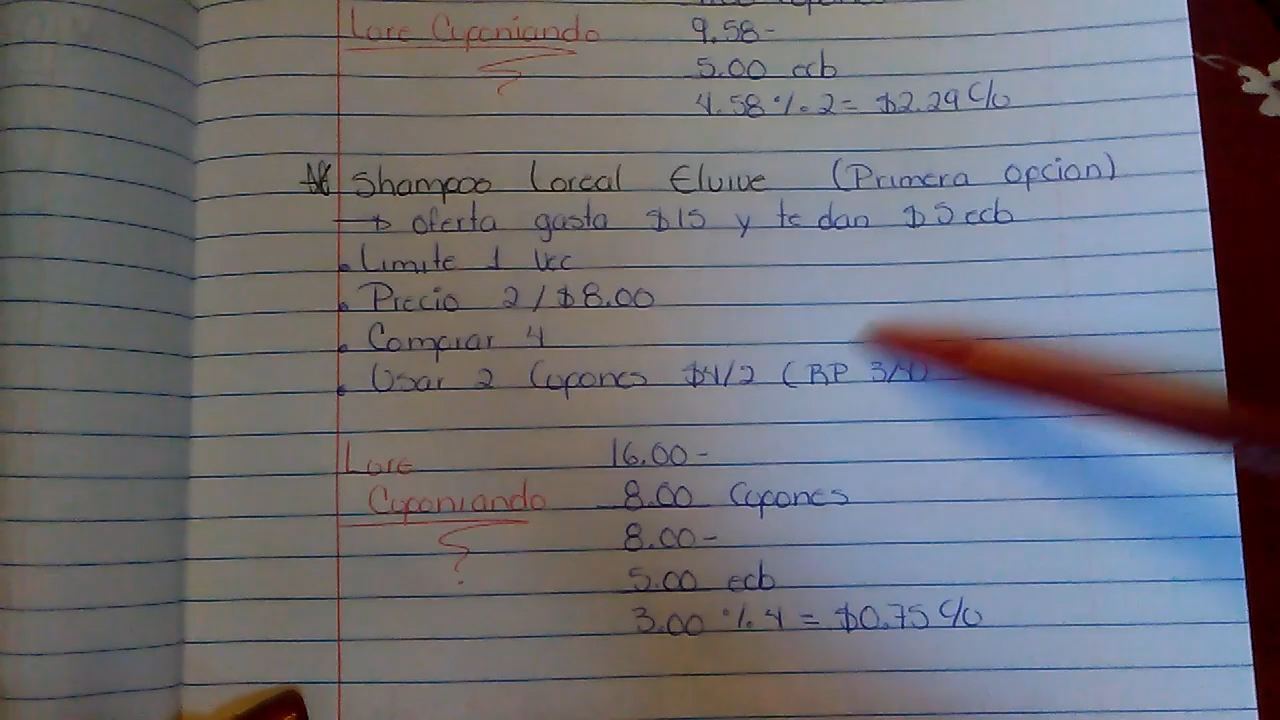 Lore Cuponiando
9.58-
5.00 ecb
4.58 % 2 = $2.29 c/o
Shampoo Loreal Elvive (Primera opcion)
→ oferta gasta $15 y te dan $5 ecb
• Limite 1 vez
• Precio 2/$8.00
• Comprar 4
• Usar 2 Cupones $4/2 (RP
Lore
Cuponiando
16.00-
8.00 Cupones
8.00-
5.00 ecb
3.00 % 4 = $0.75 c/o